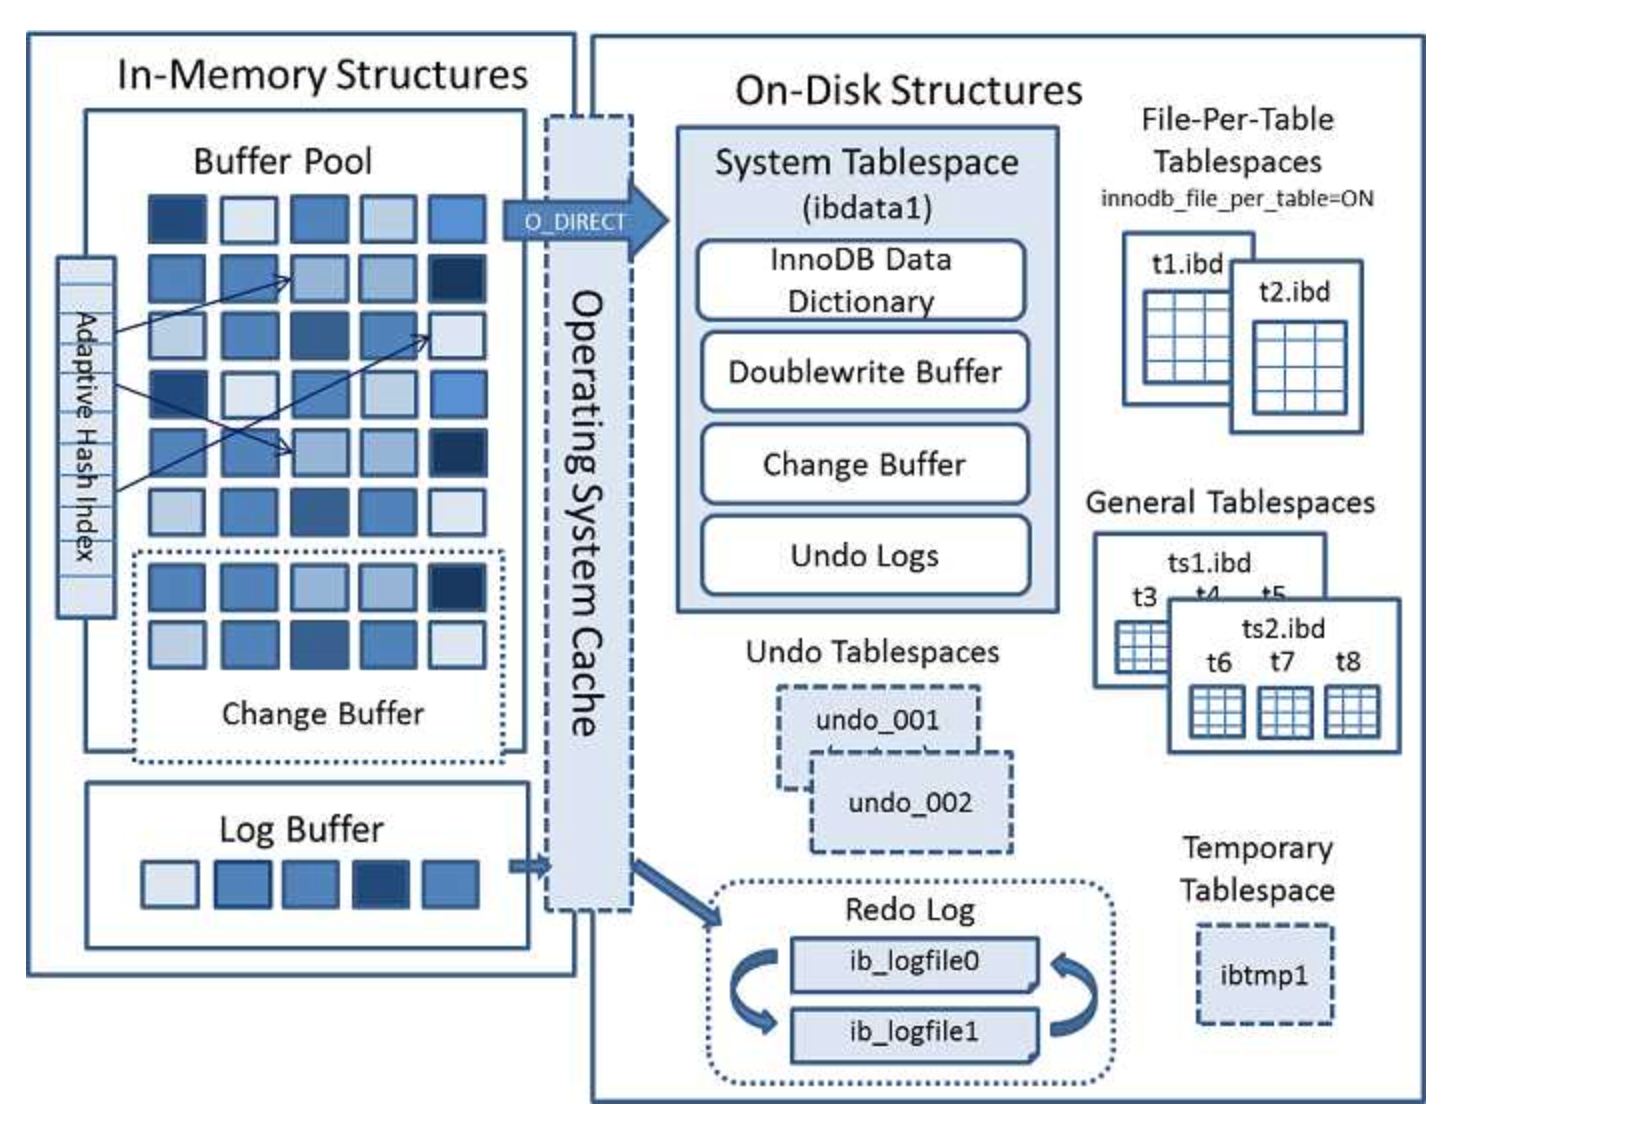 In-Memory Structures
Buffer Pool
Adaptive Hash Index
Change Buffer
Log Buffer
Operating System Cache
O_DIRECT
On-Disk Structures
System Tablespace
(ibdata1)
InnoDB Data
Dictionary
Doublewrite Buffer
Change Buffer
Undo Logs
Undo Tablespaces
undo_001
undo_002
Redo Log
ib_logfile0
ib_logfile1
File-Per-Table
Tablespaces
innodb_file_per_table=ON
t1.ibd
t2.ibd
General Tablespaces
ts1.ibd
t3 t4 t5
ts2.ibd
t6 t7 t8
Temporary
Tablespace
ibtmp1